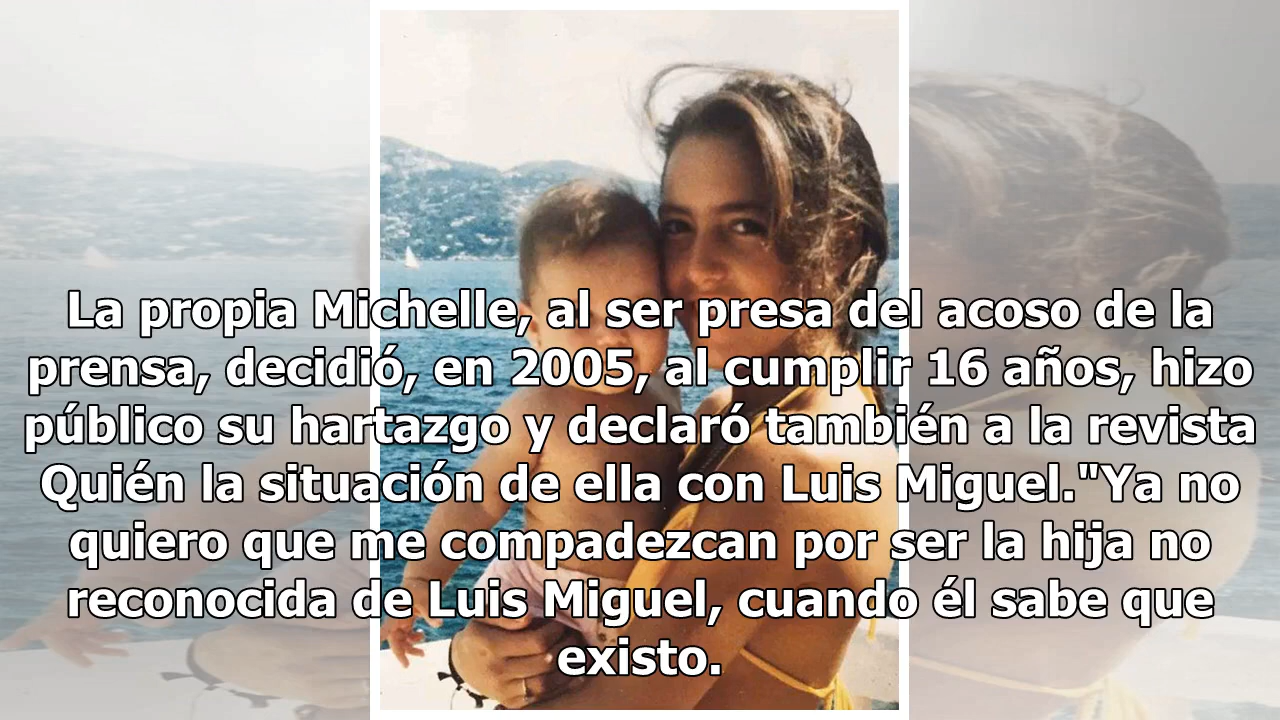 La propia Michelle, al ser presa del acoso de la
prensa, decidió, en 2005, al cumplir 16 años, hizo
público su hartazgo y declaró también a la revista
Quién la situación de ella con Luis Miguel."Ya no
quiero que me compadezcan por ser la hija no
reconocida de Luis Miguel, cuando él sabe que
existo.